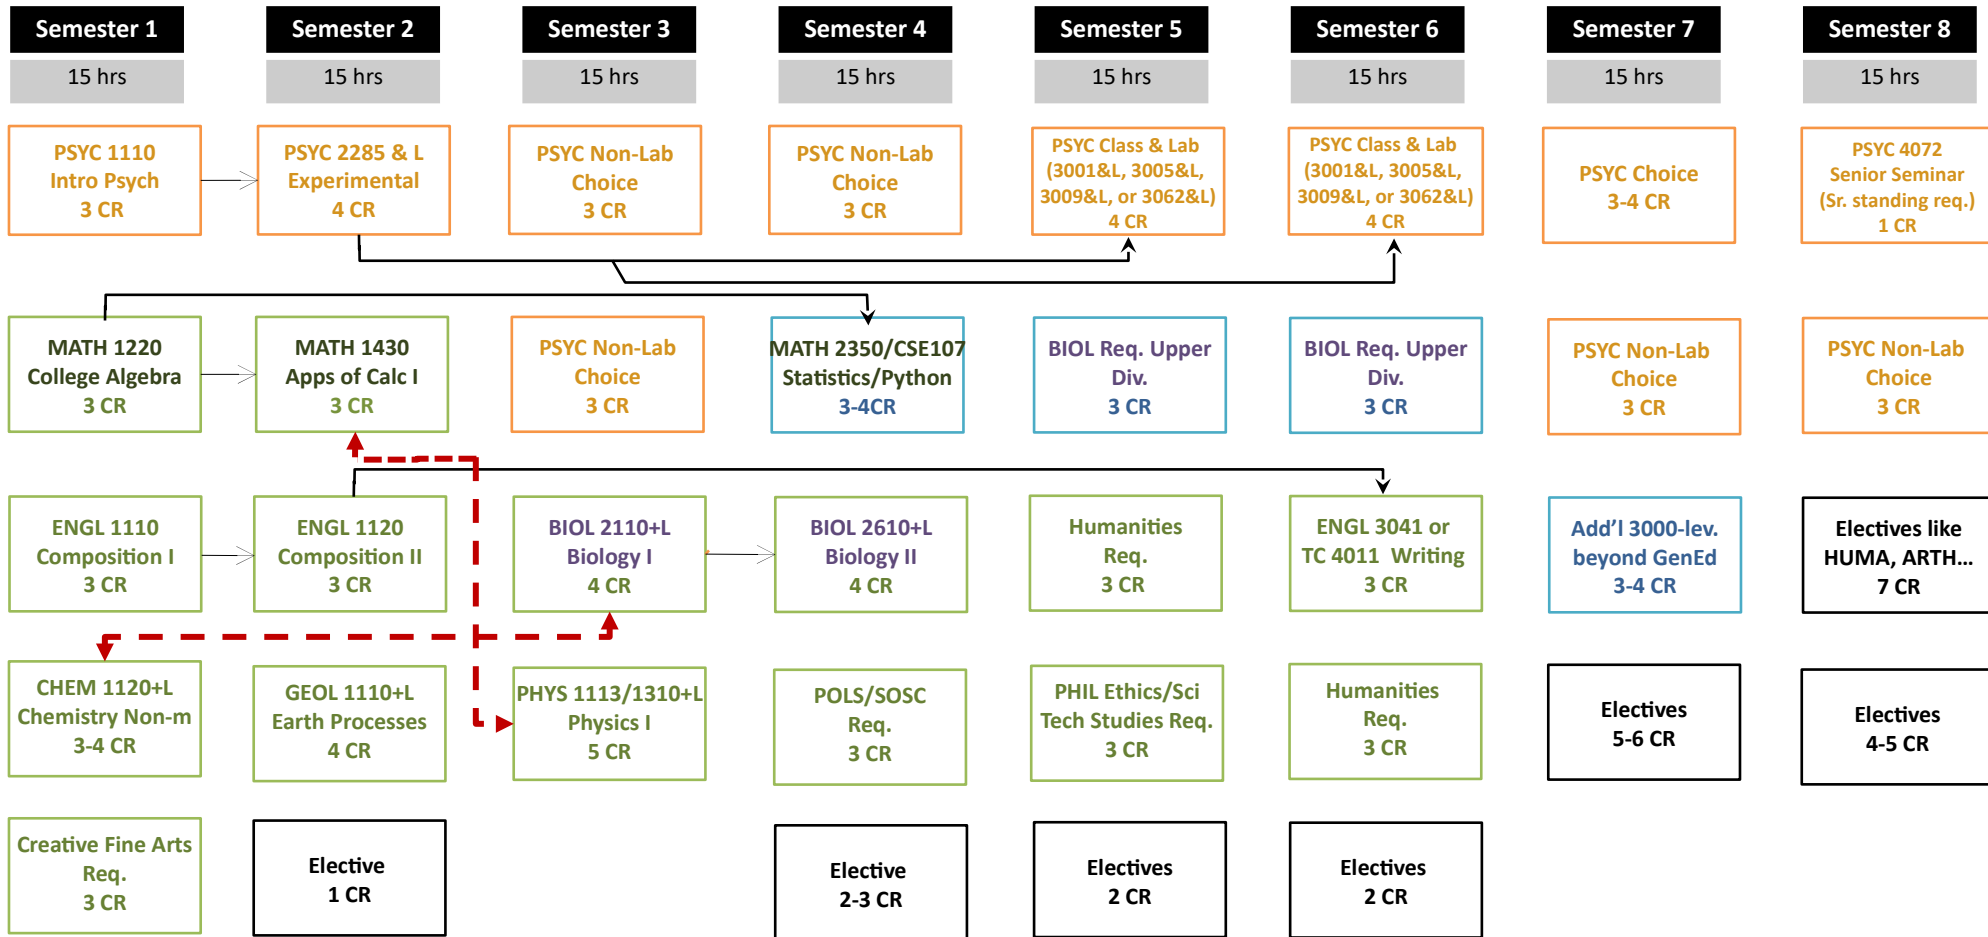 Semester 1
Semester 2
Semester 3
Semester 4
Semester 5
Semester 6
Semester 7
Semester 8
15 hrs
15 hrs
15 hrs
15 hrs
15 hrs
15 hrs
15 hrs
15 hrs
PSYC 1110
Intro Psych
3 CR
PSYC 2285 & L
Experimental
4 CR
PSYC Non-Lab
Choice
3 CR
PSYC Non-Lab
Choice
3 CR
PSYC Class & Lab
(3001&L, 3005&L,
3009&L, or 3062&L)
4 CR
PSYC Class & Lab
(3001&L, 3005&L,
3009&L, or 3062&L)
4 CR
PSYC Choice
3-4 CR
PSYC 4072
Senior Seminar
(Sr. standing req.)
1 CR
MATH 1220
College Algebra
3 CR
MATH 1430
Apps of Calc I
3 CR
PSYC Non-Lab
Choice
3 CR
MATH 2350/CSE107
Statistics/Python
3-4CR
BIOL Req. Upper
Div.
3 CR
BIOL Req. Upper
Div.
3 CR
PSYC Non-Lab
Choice
3 CR
PSYC Non-Lab
Choice
3 CR
ENGL 1110
Composition I
3 CR
ENGL 1120
Composition II
3 CR
BIOL 2110+L
Biology I
4 CR
BIOL 2610+L
Biology II
4 CR
Humanities
Req.
3 CR
ENGL 3041 or
TC 4011 Writing
3 CR
Add’l 3000-lev.
beyond GenEd
3-4 CR
Electives like
HUMA, ARTH…
7 CR
CHEM 1120+L
Chemistry Non-m
3-4 CR
GEOL 1110+L
Earth Processes
4 CR
PHYS 1113/1310+L
Physics I
5 CR
POLS/SOSC
Req.
3 CR
PHIL Ethics/Sci
Tech Studies Req.
3 CR
Humanities
Req.
3 CR
Electives
5-6 CR
Electives
4-5 CR
Creative Fine Arts
Req.
3 CR
Elective
1 CR
Elective
2-3 CR
Electives
2 CR
Electives
2 CR